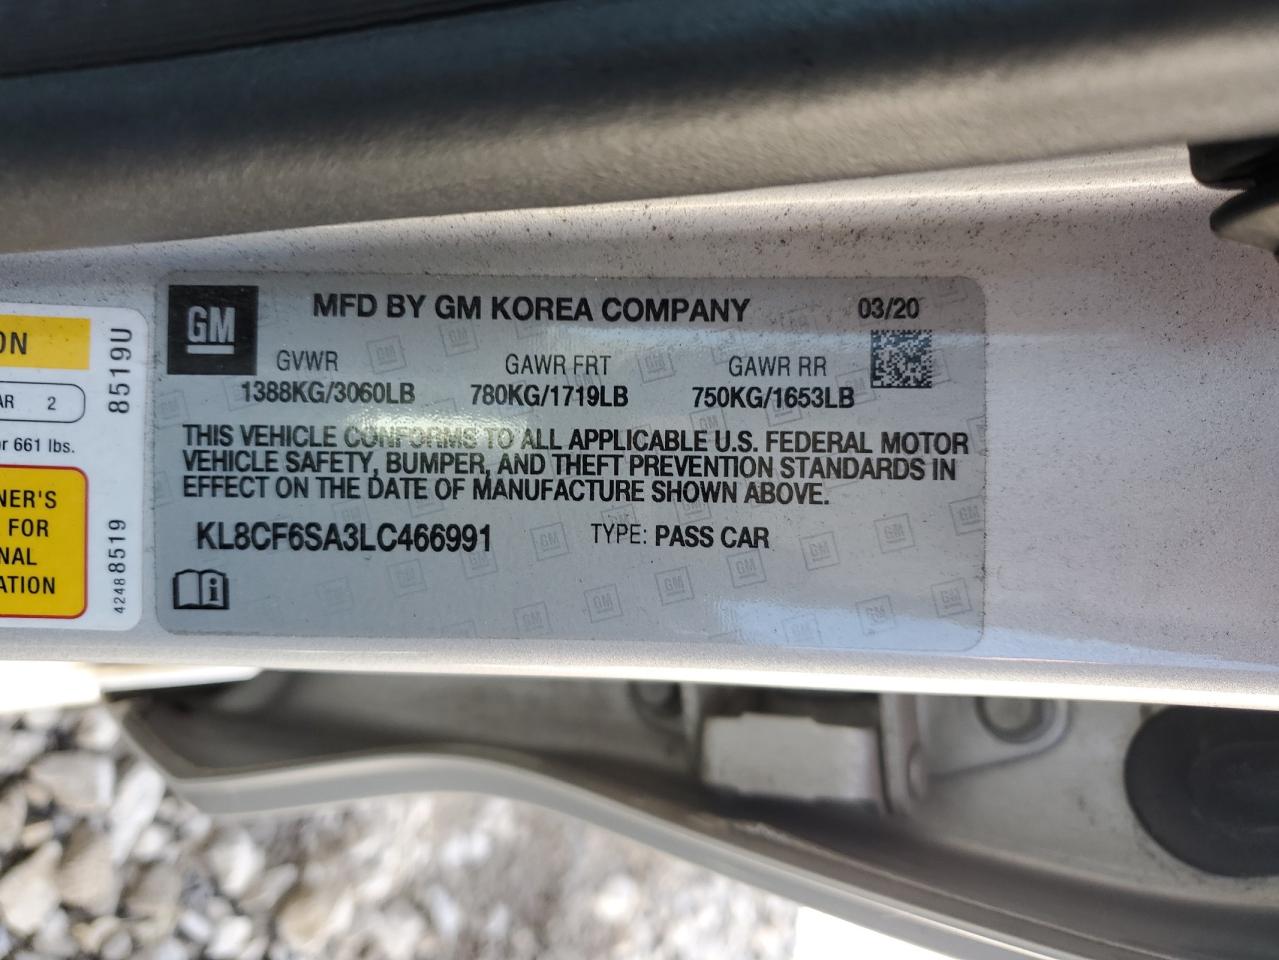 GM
MFD BY GM KOREA COMPANY 03/20
GVWR GAWR FRT GAWR RR
1388KG/3060LB 780KG/1719LB 750KG/1653LB
THIS VEHICLE CONFORMS TO ALL APPLICABLE U.S. FEDERAL MOTOR
VEHICLE SAFETY, BUMPER, AND THEFT PREVENTION STANDARDS IN
EFFECT ON THE DATE OF MANUFACTURE SHOWN ABOVE.
KL8CF6SA3LC466991 TYPE: PASS CAR
ON
AR 2
or 661 lbs.
NER'S
FOR
NAL
ATION
8519U
42488519